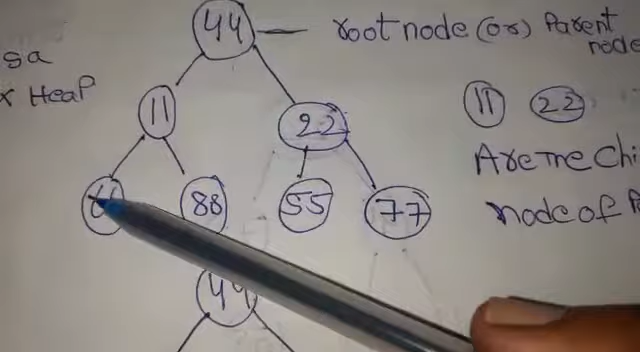 44 root node (or) Parent
node
sa
Heap
11
22
11 22
Are the
88
55
77
node of
44